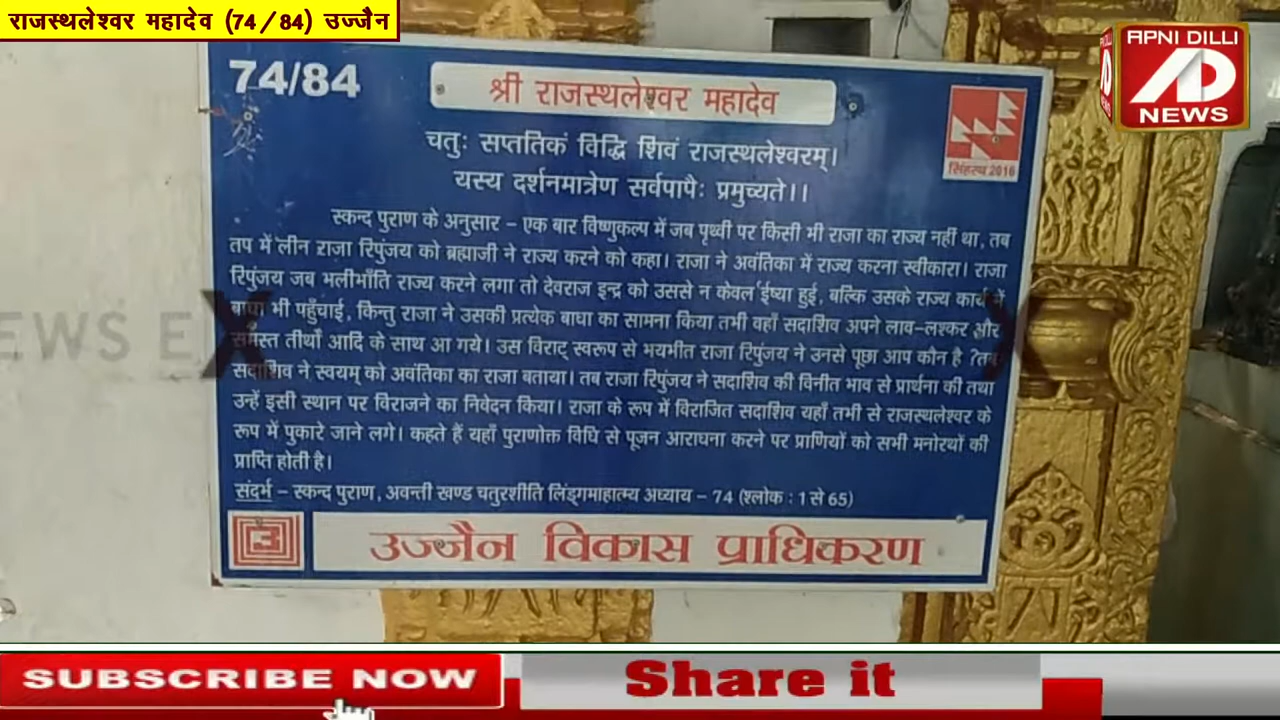 राजस्थलेश्वर महादेव (74/84) उज्जैन
APNI DILLI
AD
NEWS
74/84
श्री राजस्थलेश्वर महादेव
सिंहस्थ 2016
चतुः सप्ततिकं विद्धि शिवं राजस्थलेश्वरम्।
यस्य दर्शनमात्रेण सर्वपापैः प्रमुच्यते।।
स्कन्द पुराण के अनुसार – एक बार विष्णुकल्प में जब पृथ्वी पर किसी भी राजा का राज्य नहीं था, तब
तप में लीन राजा रिपुंजय को ब्रह्माजी ने राज्य करने को कहा। राजा ने अवंतिका में राज्य करना स्वीकारा। राजा
रिपुंजय जब भलीभाँति राज्य करने लगा तो देवराज इन्द्र को उससे न केवल ईष्या हुई, बल्कि उसके राज्य कार्य में
बाधा भी पहुँचाई, किन्तु राजा ने उसकी प्रत्येक बाधा का सामना किया तभी वहाँ सदाशिव अपने लाव-लश्कर और
समस्त तीर्थों आदि के साथ आ गये। उस विराट् स्वरूप से भयभीत राजा रिपुंजय ने उनसे पूछा आप कौन है ? तब
सदाशिव ने स्वयम् को अवंतिका का राजा बताया। तब राजा रिपुंजय ने सदाशिव की विनीत भाव से प्रार्थना की तथा
उन्हें इसी स्थान पर विराजने का निवेदन किया। राजा के रूप में विराजित सदाशिव यहाँ तभी से राजस्थलेश्वर के
रूप में पुकारे जाने लगे। कहते हैं यहाँ पुराणोक्त विधि से पूजन आराधना करने पर प्राणियों को सभी मनोरथों की
प्राप्ति होती है।
संदर्भ – स्कन्द पुराण, अवन्ती खण्ड चतुरशीति लिंङ्गमाहात्म्य अध्याय – 74 (श्लोक : 1 से 65)
उज्जैन विकास प्राधिकरण
SUBSCRIBE NOW
Share it